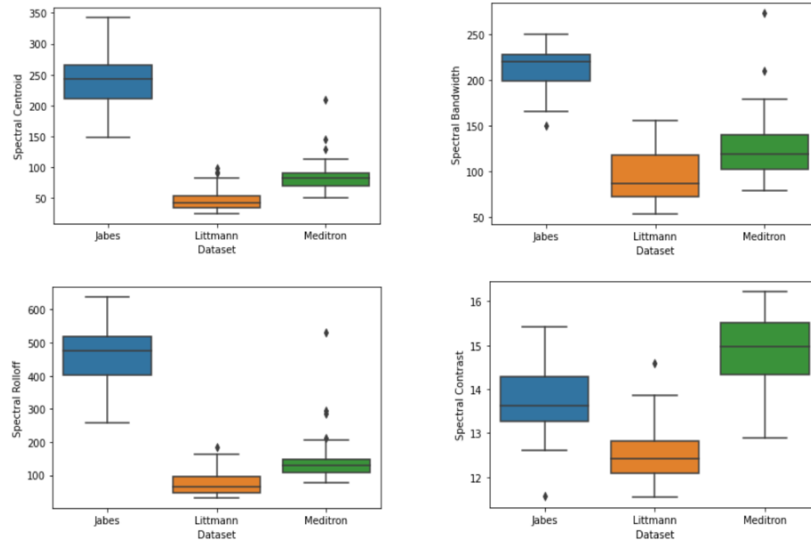 Spectral Centroid
350
300
250
200
150
100
50
Jabes Littmann Meditron
Dataset
Spectral Bandwidth
250
200
150
100
50
Jabes Littmann Meditron
Dataset
Spectral Rolloff
600
500
400
300
200
100
Jabes Littmann Meditron
Dataset
Spectral Contrast
16
15
14
13
12
Jabes Littmann Meditron
Dataset